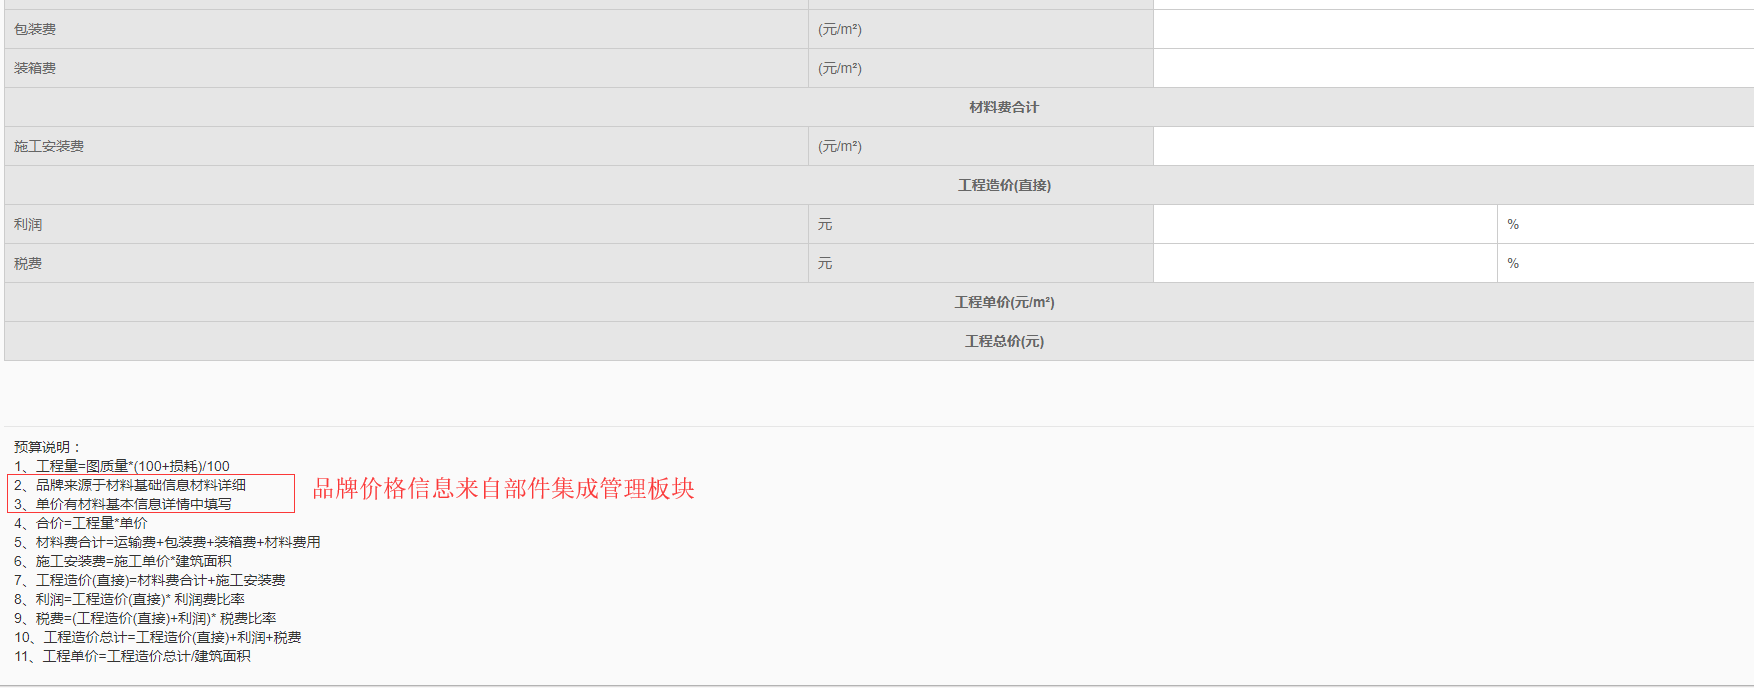 包装费 (元/m²)
装箱费 (元/m²)
材料费合计
施工安装费 (元/m²)
工程造价(直接)
利润 元 %
税费 元 %
工程单价(元/m²)
工程总价(元)
预算说明：
1、工程量=图质量*(100+损耗)/100
2、品牌来源于材料基础信息材料详细
3、单价有材料基本信息详情中填写
品牌价格信息来自部件集成管理板块
4、合价=工程量*单价
5、材料费合计=运输费+包装费+装箱费+材料费用
6、施工安装费=施工单价*建筑面积
7、工程造价(直接)=材料费合计+施工安装费
8、利润=工程造价(直接)* 利润费比率
9、税费=(工程造价(直接)+利润)* 税费比率
10、工程造价总计=工程造价(直接)+利润+税费
11、工程单价=工程造价总计/建筑面积